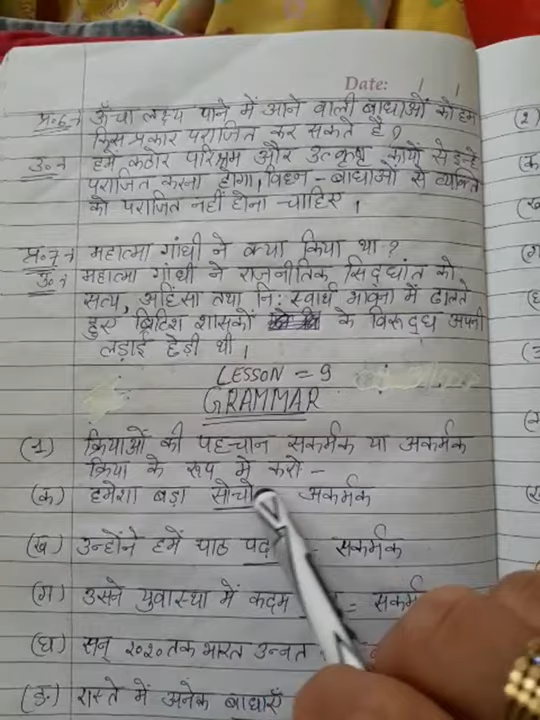 Date: | |
प्र.6→ ऊँचा लक्ष्य पाने में आने वाली बाधाओं को हम
किस प्रकार पराजित कर सकते है?
उ.→ हमें कठोर परिश्रम और उत्कृष्ट कार्यों से इन्हें
पराजित करना होगा। विघ्न-बाधाओं से व्यक्ति
को पराजित नहीं होना चाहिए।
प्र.7→ महात्मा गांधी ने क्या किया था?
उ.→ महात्मा गांधी ने राजनीतिक सिद्धांत को
सत्य, अहिंसा तथा नि: स्वार्थ भावना में ढालते
हुए ब्रिटिश शासकों के विरूद्ध अपनी
लड़ाई छेड़ी थी।
LESSON = 9
GRAMMAR
(1) क्रियाओं की पहचान सकर्मक या अकर्मक
क्रिया के रूप में करो-
(क) हमेशा बड़ा सोचो अकर्मक
(ख) उन्होंने हमें पाठ पढ़ - सकर्मक
(ग) उसने युवास्था में कदम = सकर्म
(घ) सन् २०२० तक भारत उन्नत
(ङ) रास्ते में अनेक बाधाएँ
(2)
(क
(ख
(ग
(घ